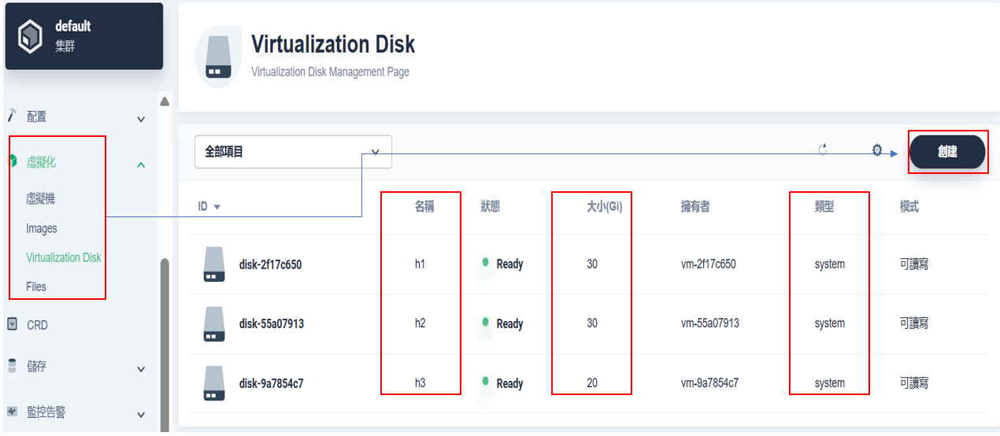 default
集群
配置
虛擬化
虛擬機
Images
Virtualization Disk
Files
CRD
儲存
監控告警
Virtualization Disk
Virtualization Disk Management Page
全部項目
創建
ID 名稱 狀態 大小(Gi) 擁有者 類型 模式
disk-2f17c650 h1 Ready 30 vm-2f17c650 system 可讀寫
disk-55a07913 h2 Ready 30 vm-55a07913 system 可讀寫
disk-9a7854c7 h3 Ready 20 vm-9a7854c7 system 可讀寫